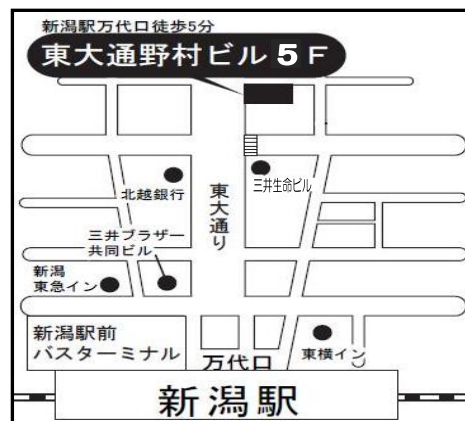 新潟駅万代口徒歩5分
東大通野村ビル5F
北越銀行
三井生命ビル
東大通り
三井ブラザー
共同ビル
新潟
東急イン
新潟駅前
バスターミナル
万代口
東横イン
新潟駅